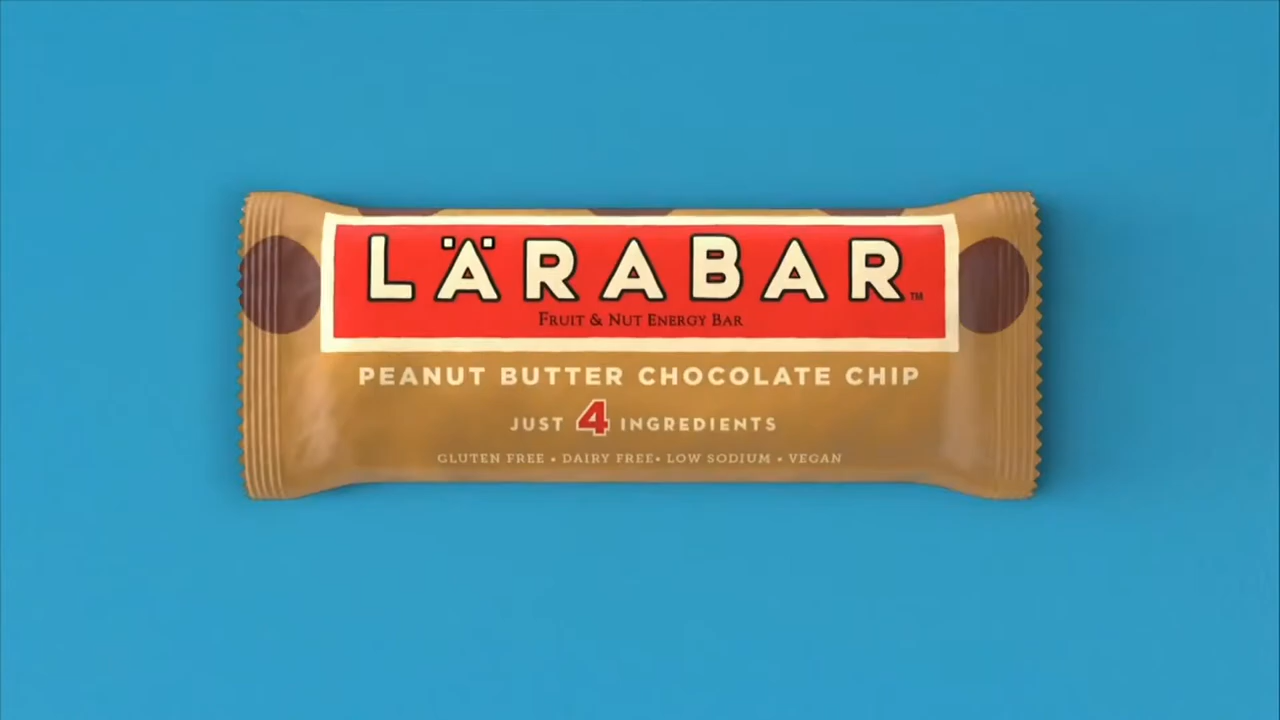 LÄRABAR™
FRUIT & NUT ENERGY BAR
PEANUT BUTTER CHOCOLATE CHIP
JUST 4 INGREDIENTS
GLUTEN FREE • DAIRY FREE• LOW SODIUM • VEGAN